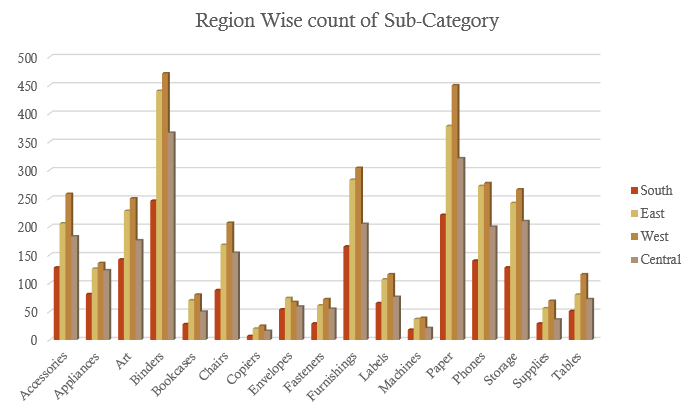 Region Wise count of Sub-Category
500
450
400
350
300
250
200
150
100
50
0
Accessories
Appliances
Art
Binders
Bookcases
Chairs
Copiers
Envelopes
Fasteners
Furnishings
Labels
Machines
Paper
Phones
Storage
Supplies
Tables
South
East
West
Central